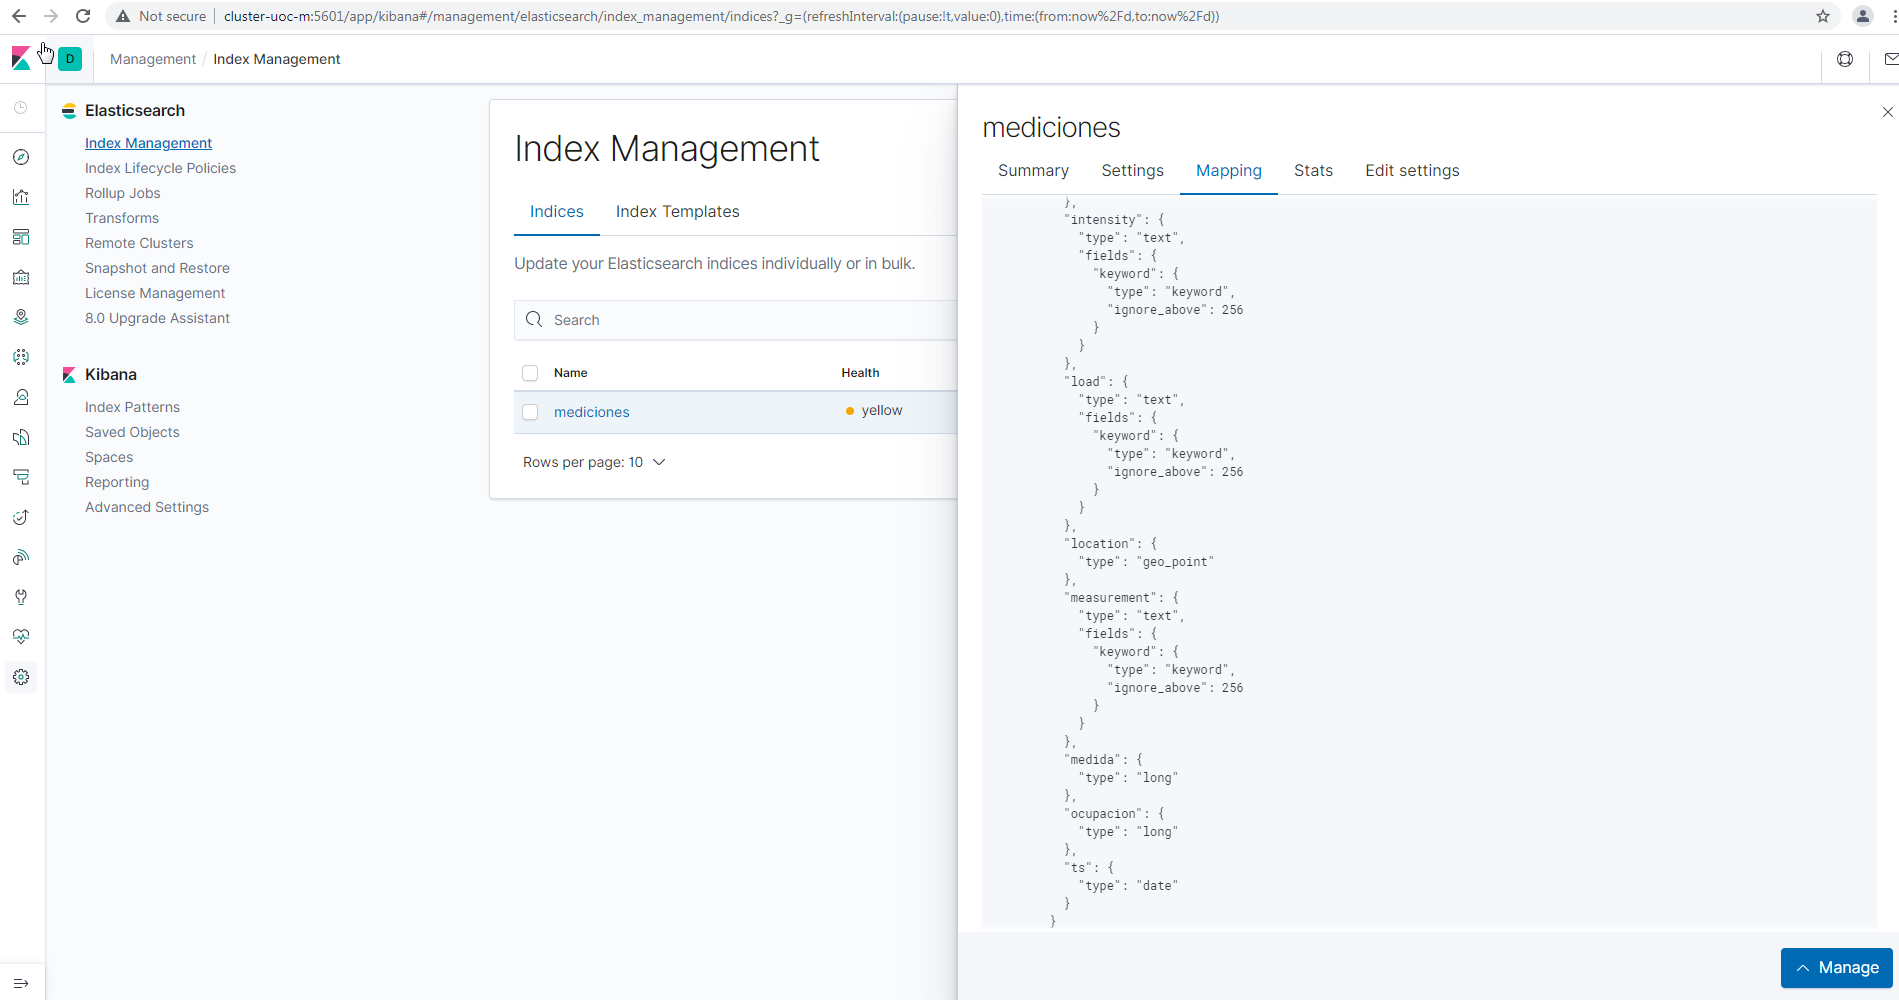 Not secure | cluster-uoc-m:5601/app/kibana#/management/elasticsearch/index_management/indices?_g=(refreshInterval:(pause:!t,value:0),time:(from:now%2Fd,to:now%2Fd))
D
Management / Index Management
Elasticsearch
Index Management
Index Lifecycle Policies
Rollup Jobs
Transforms
Remote Clusters
Snapshot and Restore
License Management
8.0 Upgrade Assistant
Kibana
Index Patterns
Saved Objects
Spaces
Reporting
Advanced Settings
Index Management
Indices Index Templates
Update your Elasticsearch indices individually or in bulk.
Search
Name Health
mediciones yellow
Rows per page: 10
mediciones
Summary Settings Mapping Stats Edit settings
},
"intensity": {
"type": "text",
"fields": {
"keyword": {
"type": "keyword",
"ignore_above": 256
}
}
},
"load": {
"type": "text",
"fields": {
"keyword": {
"type": "keyword",
"ignore_above": 256
}
}
},
"location": {
"type": "geo_point"
},
"measurement": {
"type": "text",
"fields": {
"keyword": {
"type": "keyword",
"ignore_above": 256
}
}
},
"medida": {
"type": "long"
},
"ocupacion": {
"type": "long"
},
"ts": {
"type": "date"
}
}
Manage